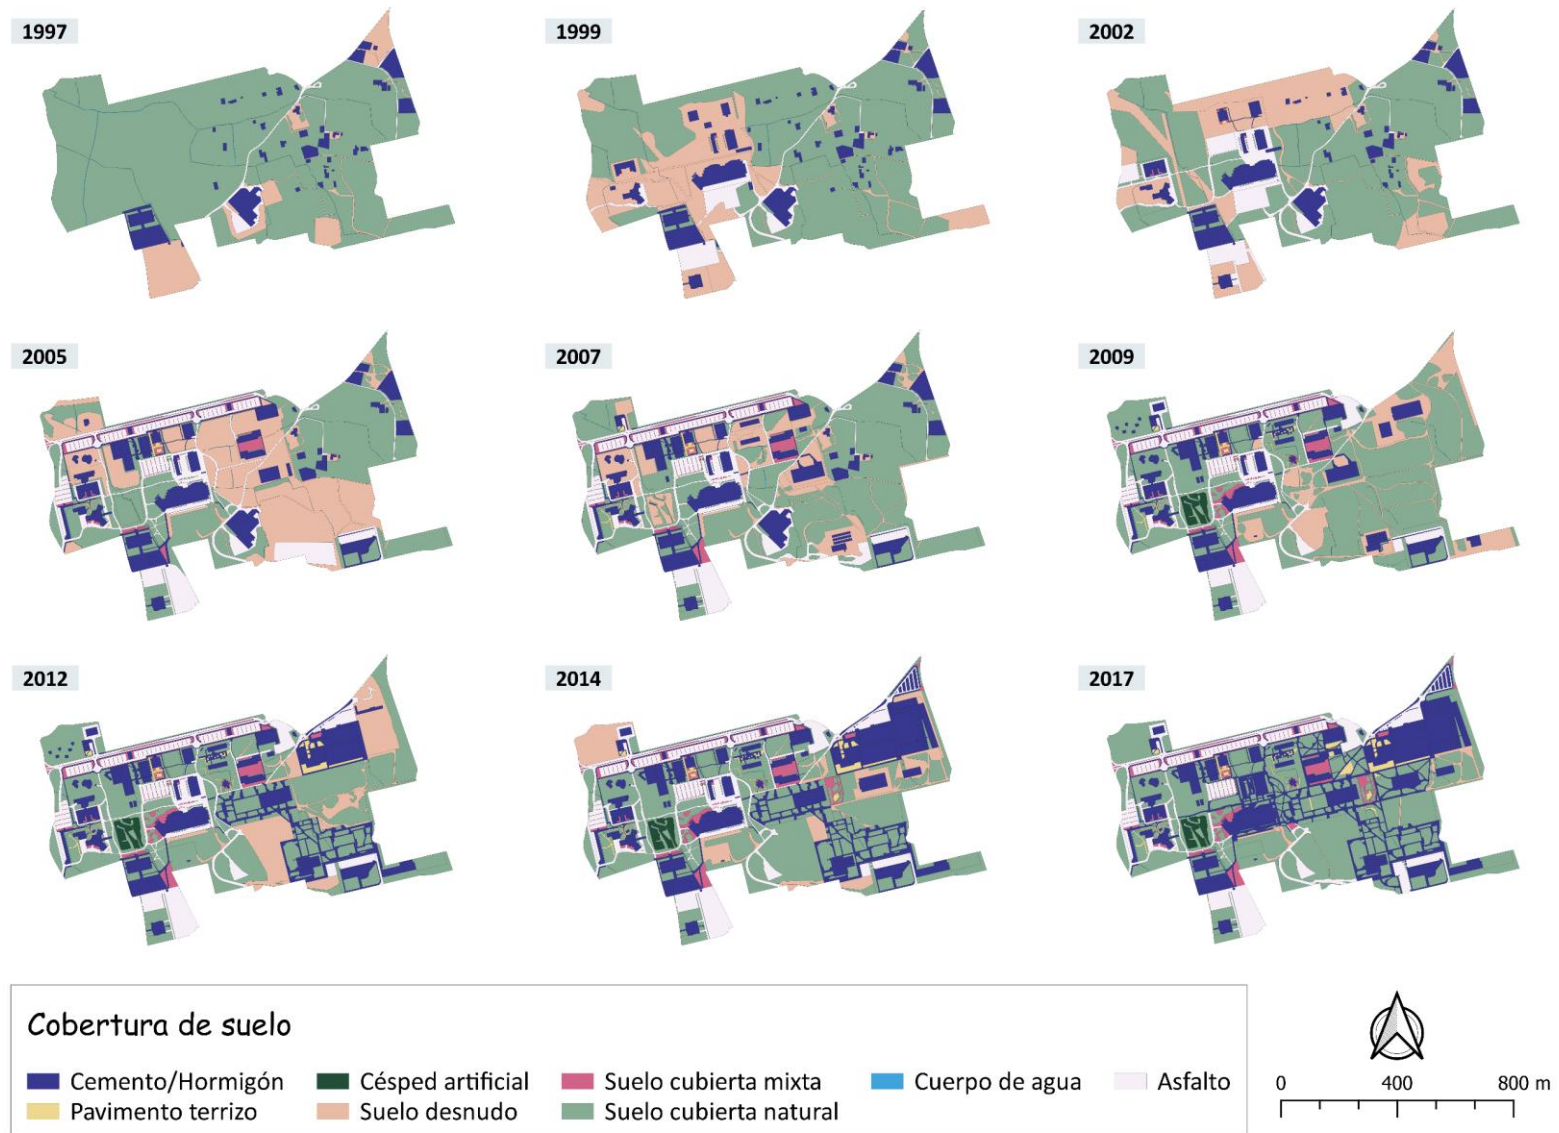 1997
1999
2002
2005
2007
2009
2012
2014
2017
Cobertura de suelo
Cemento/Hormigón
Césped artificial
Suelo cubierta mixta
Cuerpo de agua
Asfalto
Pavimento terrizo
Suelo desnudo
Suelo cubierta natural
0 400 800 m